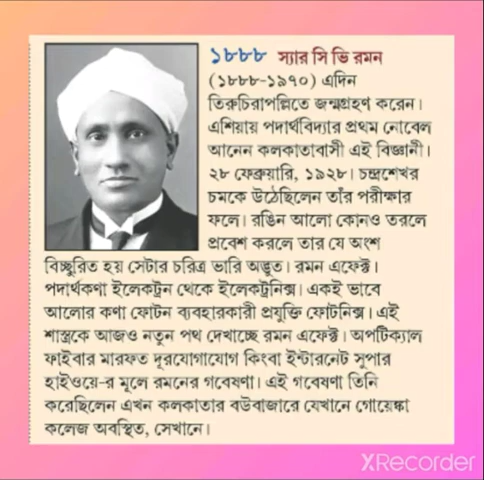 ১৮৮৮ স্যার সি ভি রমন
(১৮৮৮-১৯৭০) এদিন
তিরুচিরাপল্লিতে জন্মগ্রহণ করেন।
এশিয়ায় পদার্থবিদ্যার প্রথম নোবেল
আনেন কলকাতাবাসী এই বিজ্ঞানী।
২৮ ফেব্রুয়ারি, ১৯২৮। চন্দ্রশেখর
চমকে উঠেছিলেন তাঁর পরীক্ষার
ফলে। রঙিন আলো কোনও তরলে
প্রবেশ করলে তার যে অংশ
বিচ্ছুরিত হয় সেটার চরিত্র ভারি অদ্ভুত। রমন এফেক্ট।
পদার্থকণা ইলেকট্রন থেকে ইলেকট্রনিক্স। একই ভাবে
আলোর কণা ফোটন ব্যবহারকারী প্রযুক্তি ফোটনিক্স। এই
শাস্ত্রকে আজও নতুন পথ দেখাচ্ছে রমন এফেক্ট। অপটিক্যাল
ফাইবার মারফত দূরযোগাযোগ কিংবা ইন্টারনেট সুপার
হাইওয়ে-র মূলে রমনের গবেষণা। এই গবেষণা তিনি
করেছিলেন এখন কলকাতার বউবাজারে যেখানে গোয়েঙ্কা
কলেজ অবস্থিত, সেখানে।
XRecorder